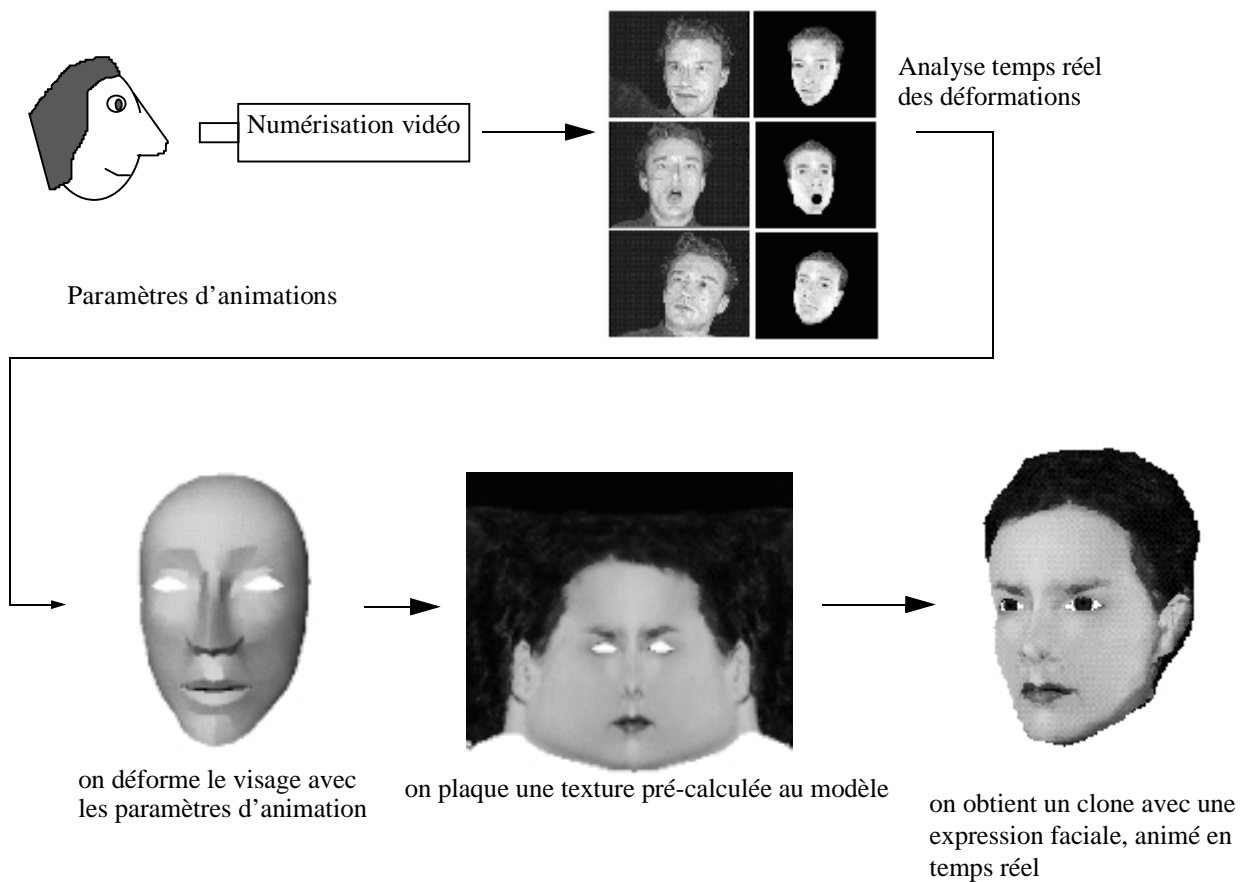 Numérisation vidéo
Analyse temps réel
des déformations
Paramètres d’animations
on déforme le visage avec
les paramètres d’animation
on plaque une texture pré-calculée au modèle
on obtient un clone avec une
expression faciale, animé en
temps réel